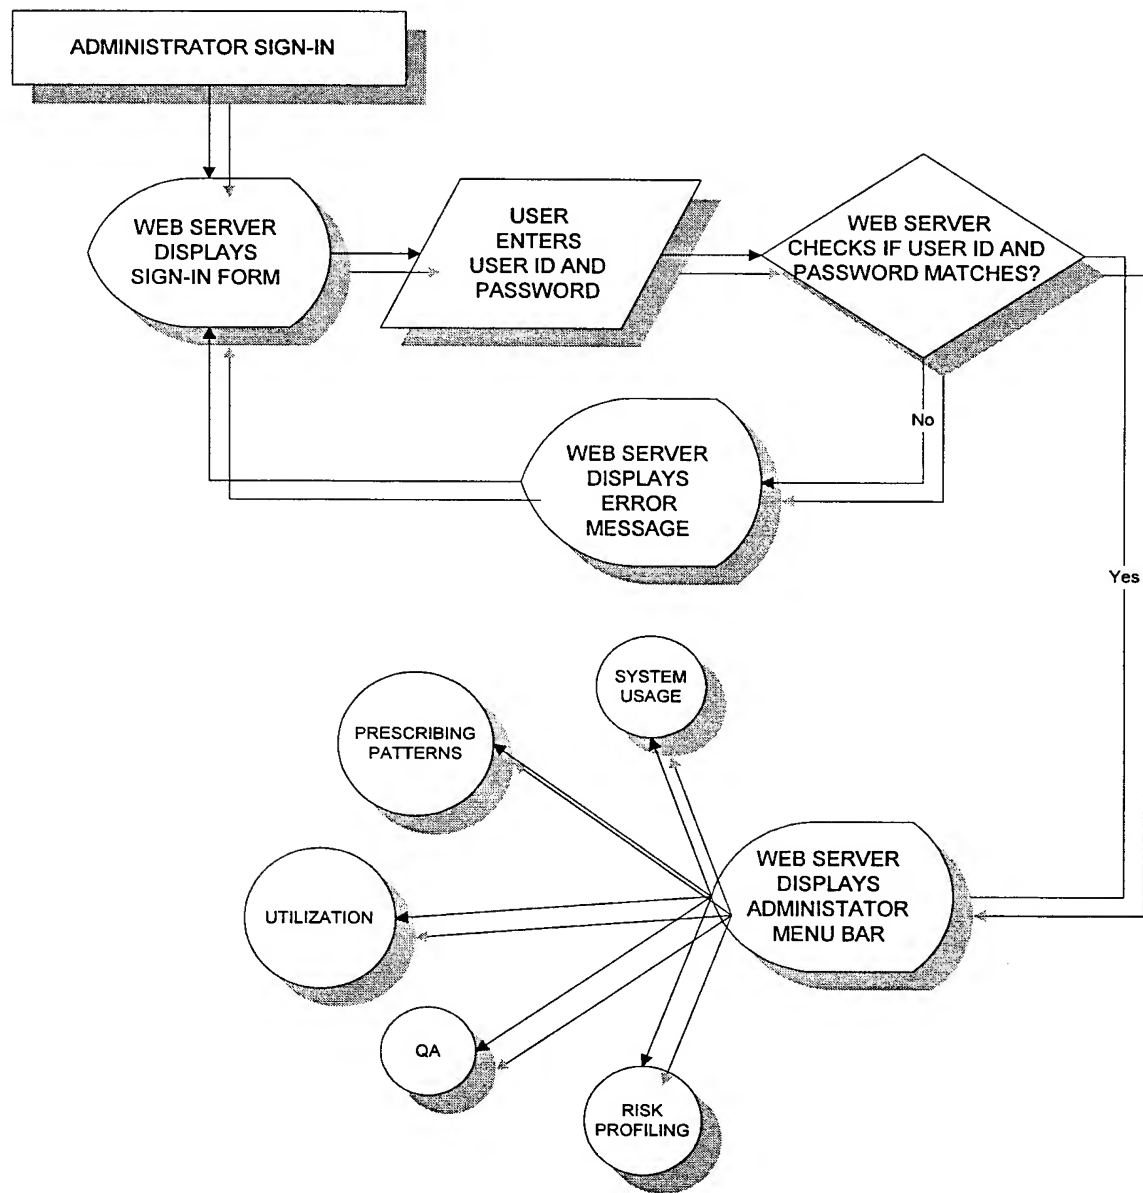 ADMINISTRATOR SIGN-IN
WEB SERVER
DISPLAYS
SIGN-IN FORM
USER
ENTERS
USER ID AND
PASSWORD
WEB SERVER
CHECKS IF USER ID AND
PASSWORD MATCHES?
No
WEB SERVER
DISPLAYS
ERROR
MESSAGE
Yes
SYSTEM
USAGE
PRESCRIBING
PATTERNS
UTILIZATION
QA
RISK
PROFILING
WEB SERVER
DISPLAYS
ADMINISTATOR
MENU BAR